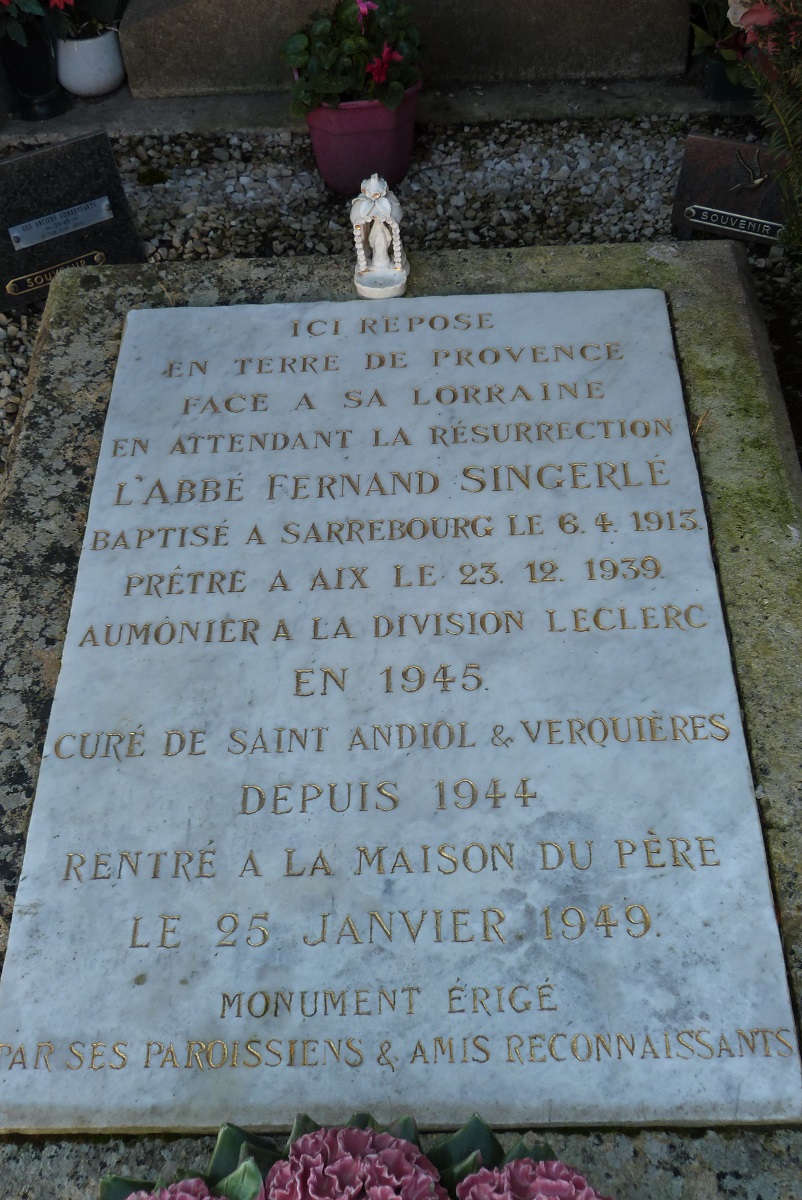 LES ANCIENS COMBATTANTS
SOUVENIR
SOUVENIR
ICI REPOSE
EN TERRE DE PROVENCE
FACE A SA LORRAINE
EN ATTENDANT LA RÉSURRECTION
L'ABBÉ FERNAND SINGERLÉ
BAPTISÉ A SARREBOURG LE 6. 4. 1913.
PRÊTRE A AIX LE 23. 12. 1939.
AUMÔNIER A LA DIVISION LECLERC
EN 1945.
CURÉ DE SAINT ANDIOL & VERQUIÈRES
DEPUIS 1944
RENTRÉ A LA MAISON DU PÈRE
LE 25 JANVIER 1949.
MONUMENT ÉRIGÉ
PAR SES PAROISSIENS & AMIS RECONNAISSANTS